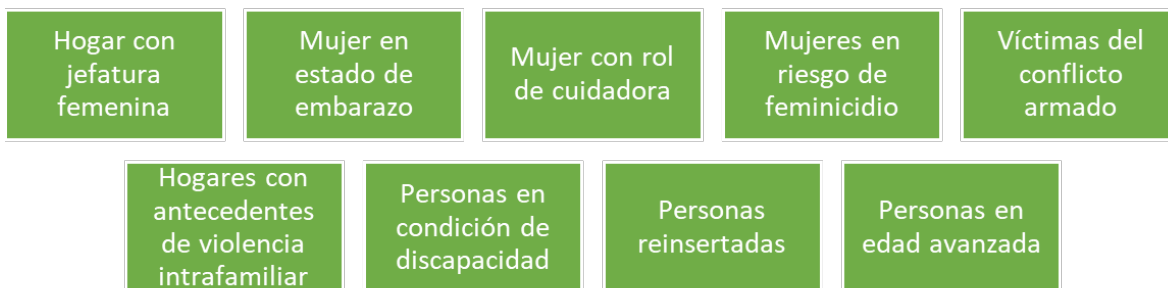 Hogar con
jefatura
femenina
Mujer en
estado de
embarazo
Mujer con rol
de cuidadora
Mujeres en
riesgo de
feminicidio
Víctimas del
conflicto
armado
Hogares con
antecedentes
de violencia
intrafamiliar
Personas en
condición de
discapacidad
Personas
reinsertadas
Personas en
edad avanzada